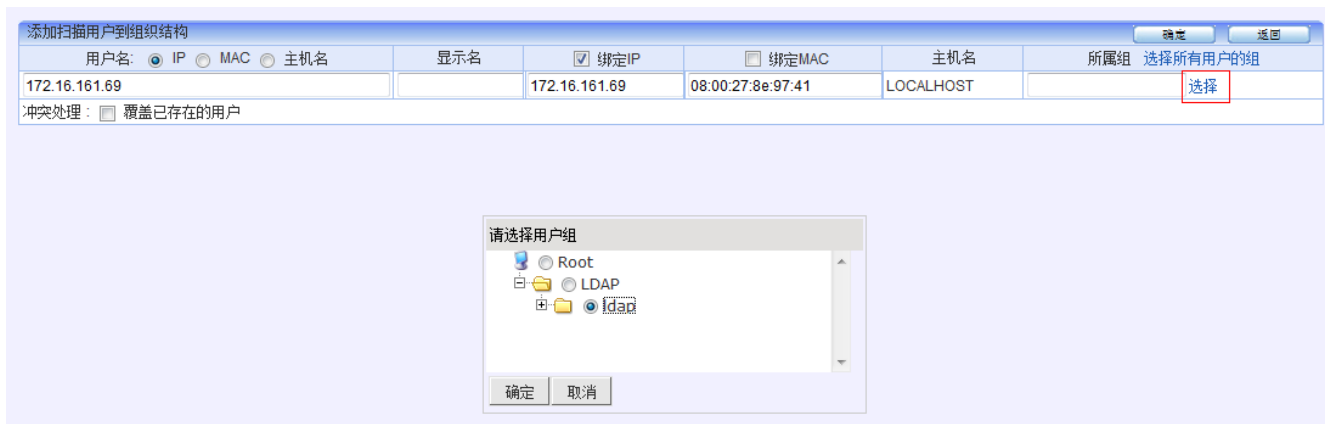 添加扫描用户到组织结构 确定 返回
用户名: IP MAC 主机名 显示名 绑定IP 绑定MAC 主机名 所属组 选择所有用户的组
172.16.161.69 172.16.161.69 08:00:27:8e:97:41 LOCALHOST 选择
冲突处理: 覆盖已存在的用户
请选择用户组
Root
LDAP
ldap
确定 取消